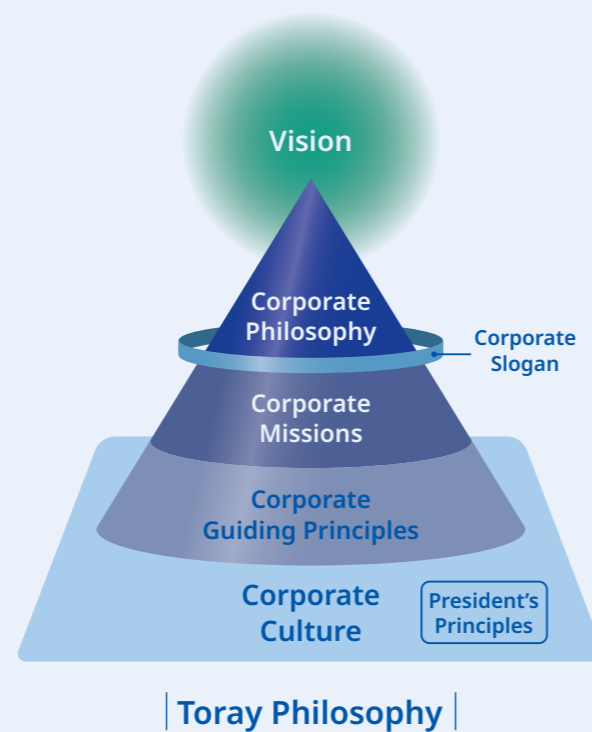 Vision
Corporate
Philosophy
Corporate
Slogan
Corporate
Missions
Corporate
Guiding Principles
Corporate
Culture
President’s
Principles
Toray Philosophy